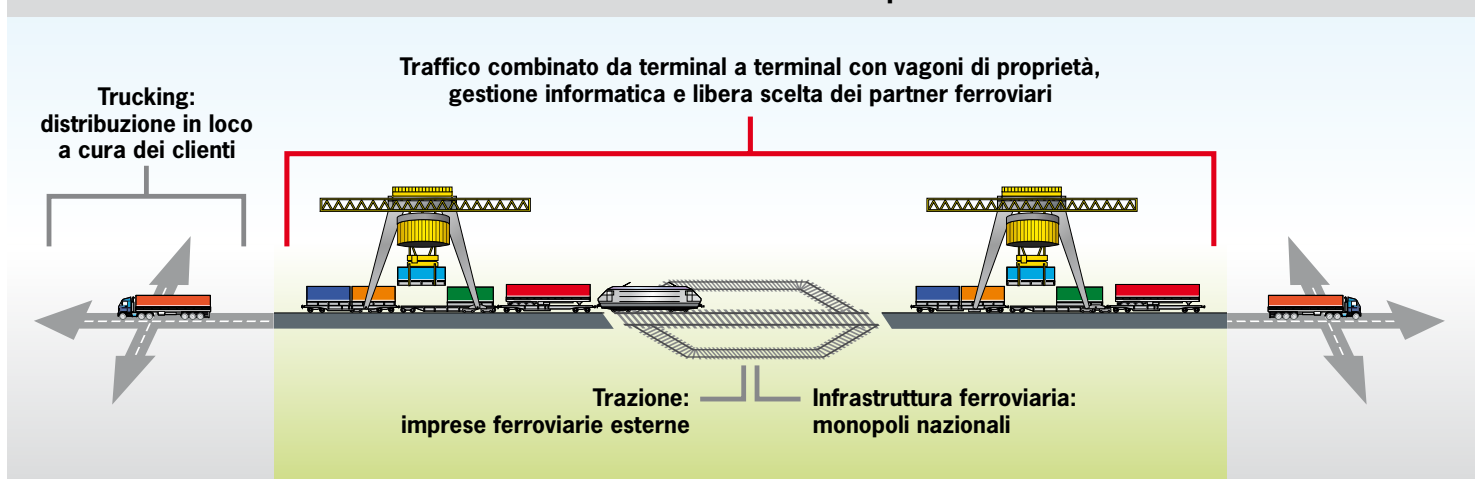 Traffico combinato da terminal a terminal con vagoni di proprietà,
gestione informatica e libera scelta dei partner ferroviari
Trucking:
distribuzione in loco
a cura dei clienti
Trazione:
imprese ferroviarie esterne
Infrastruttura ferroviaria:
monopoli nazionali